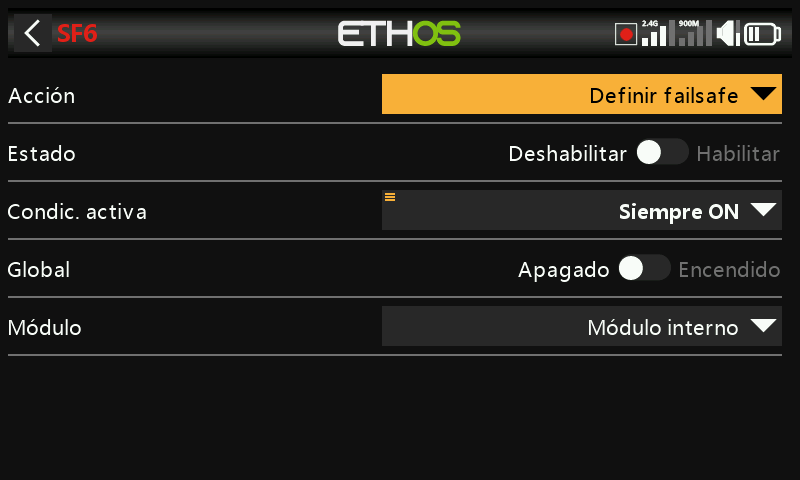 SF6
ETHOS
2.4G
900M
Acción
Definir failsafe
Estado
Deshabilitar Habilitar
Condic. activa
Siempre ON
Global
Apagado Encendido
Módulo
Módulo interno